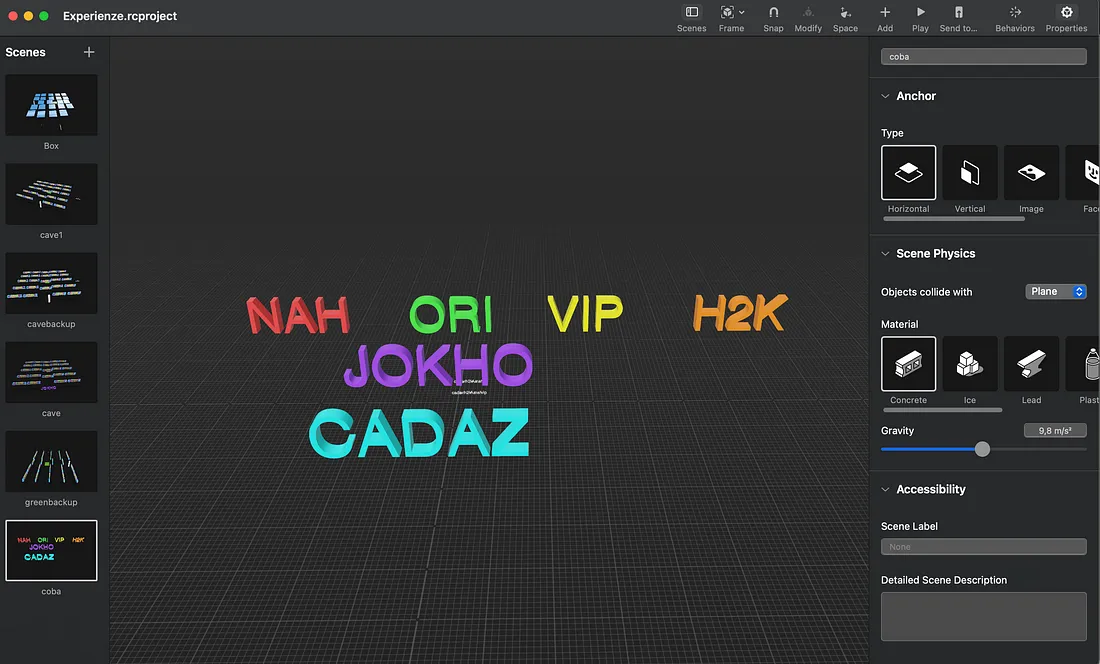 Experienze.rcproject
Scenes
Frame
Snap
Modify
Space
Add
Play
Send to...
Behaviors
Properties
Scenes
Box
cave1
cavebackup
cave
greenbackup
NAH ORI VIP H2K
JOKHO
CADAZ
coba
NAH ORI VIP H2K
JOKHO
CADAZ
coba
Anchor
Type
Horizontal
Vertical
Image
Fac
Scene Physics
Objects collide with
Plane
Material
Concrete
Ice
Lead
Plast
Gravity
9,8 m/s²
Accessibility
Scene Label
None
Detailed Scene Description